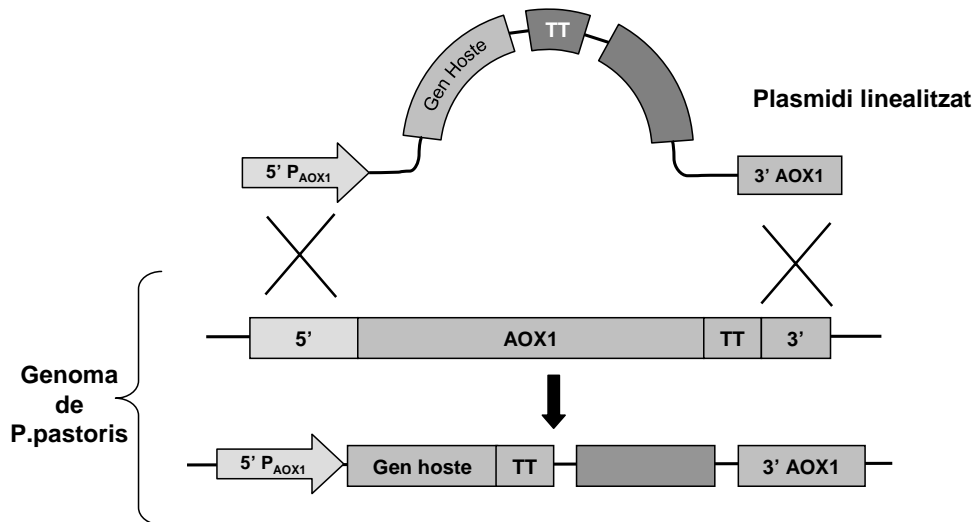 TT
Gen Hoste
Plasmidi linealitzat
5' PAOX1
3' AOX1
5'
AOX1
TT
3'
Genoma
de
P.pastoris
5' PAOX1
Gen hoste
TT
3' AOX1